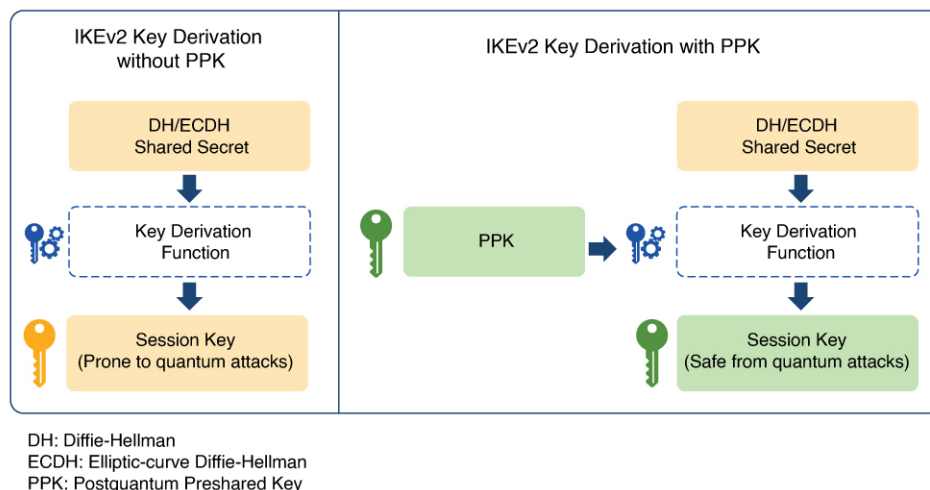 IKEv2 Key Derivation
without PPK
DH/ECDH
Shared Secret
Key Derivation
Function
Session Key
(Prone to quantum attacks)
IKEv2 Key Derivation with PPK
PPK
DH/ECDH
Shared Secret
Key Derivation
Function
Session Key
(Safe from quantum attacks)
DH: Diffie-Hellman
ECDH: Elliptic-curve Diffie-Hellman
PPK: Postquantum Preshared Key